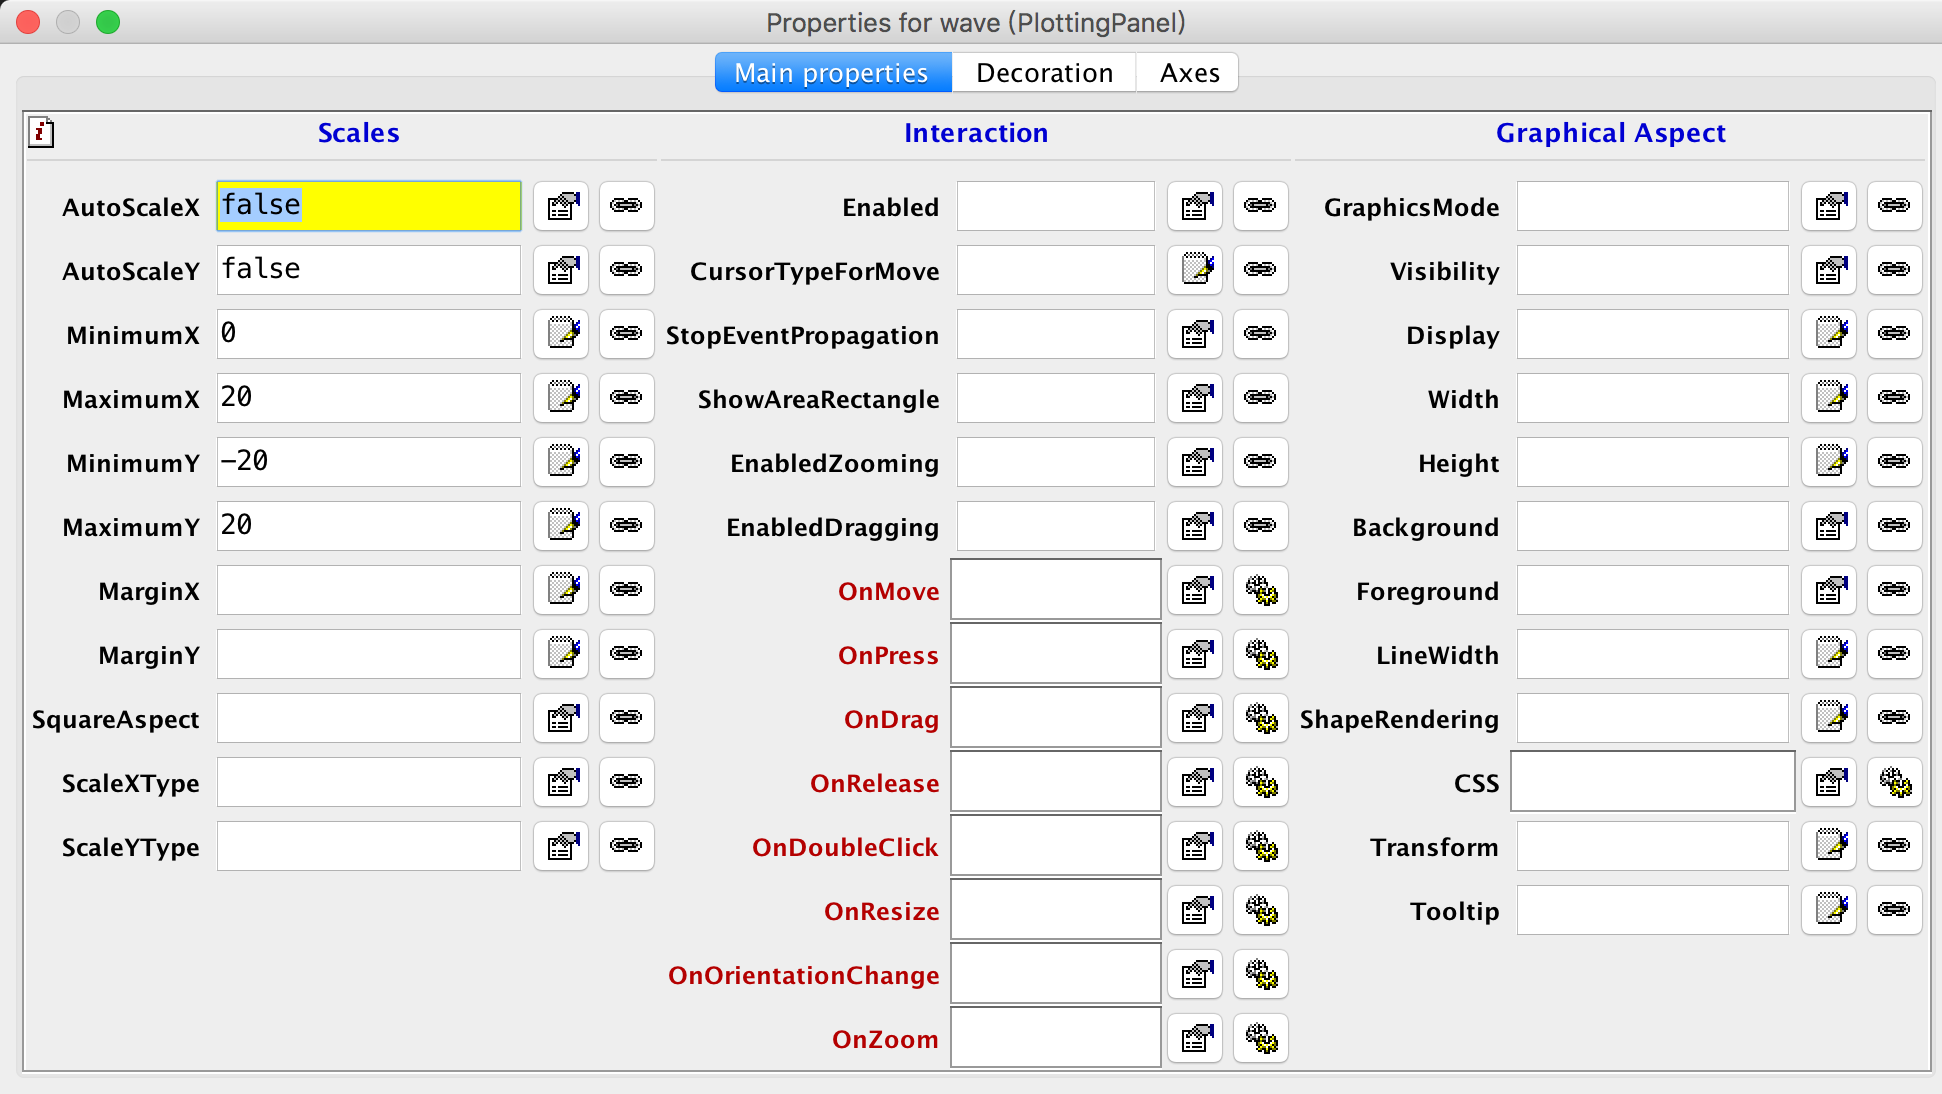 Properties for wave (PlottingPanel)
Main properties Decoration Axes
Scales Interaction Graphical Aspect
AutoScaleX false Enabled GraphicsMode
AutoScaleY false CursorTypeForMove Visibility
MinimumX 0 StopEventPropagation Display
MaximumX 20 ShowAreaRectangle Width
MinimumY −20 EnabledZooming Height
MaximumY 20 EnabledDragging Background
MarginX OnMove Foreground
MarginY OnPress LineWidth
SquareAspect OnDrag ShapeRendering
ScaleXType OnRelease CSS
ScaleYType OnDoubleClick Transform
OnResize Tooltip
OnOrientationChange
OnZoom